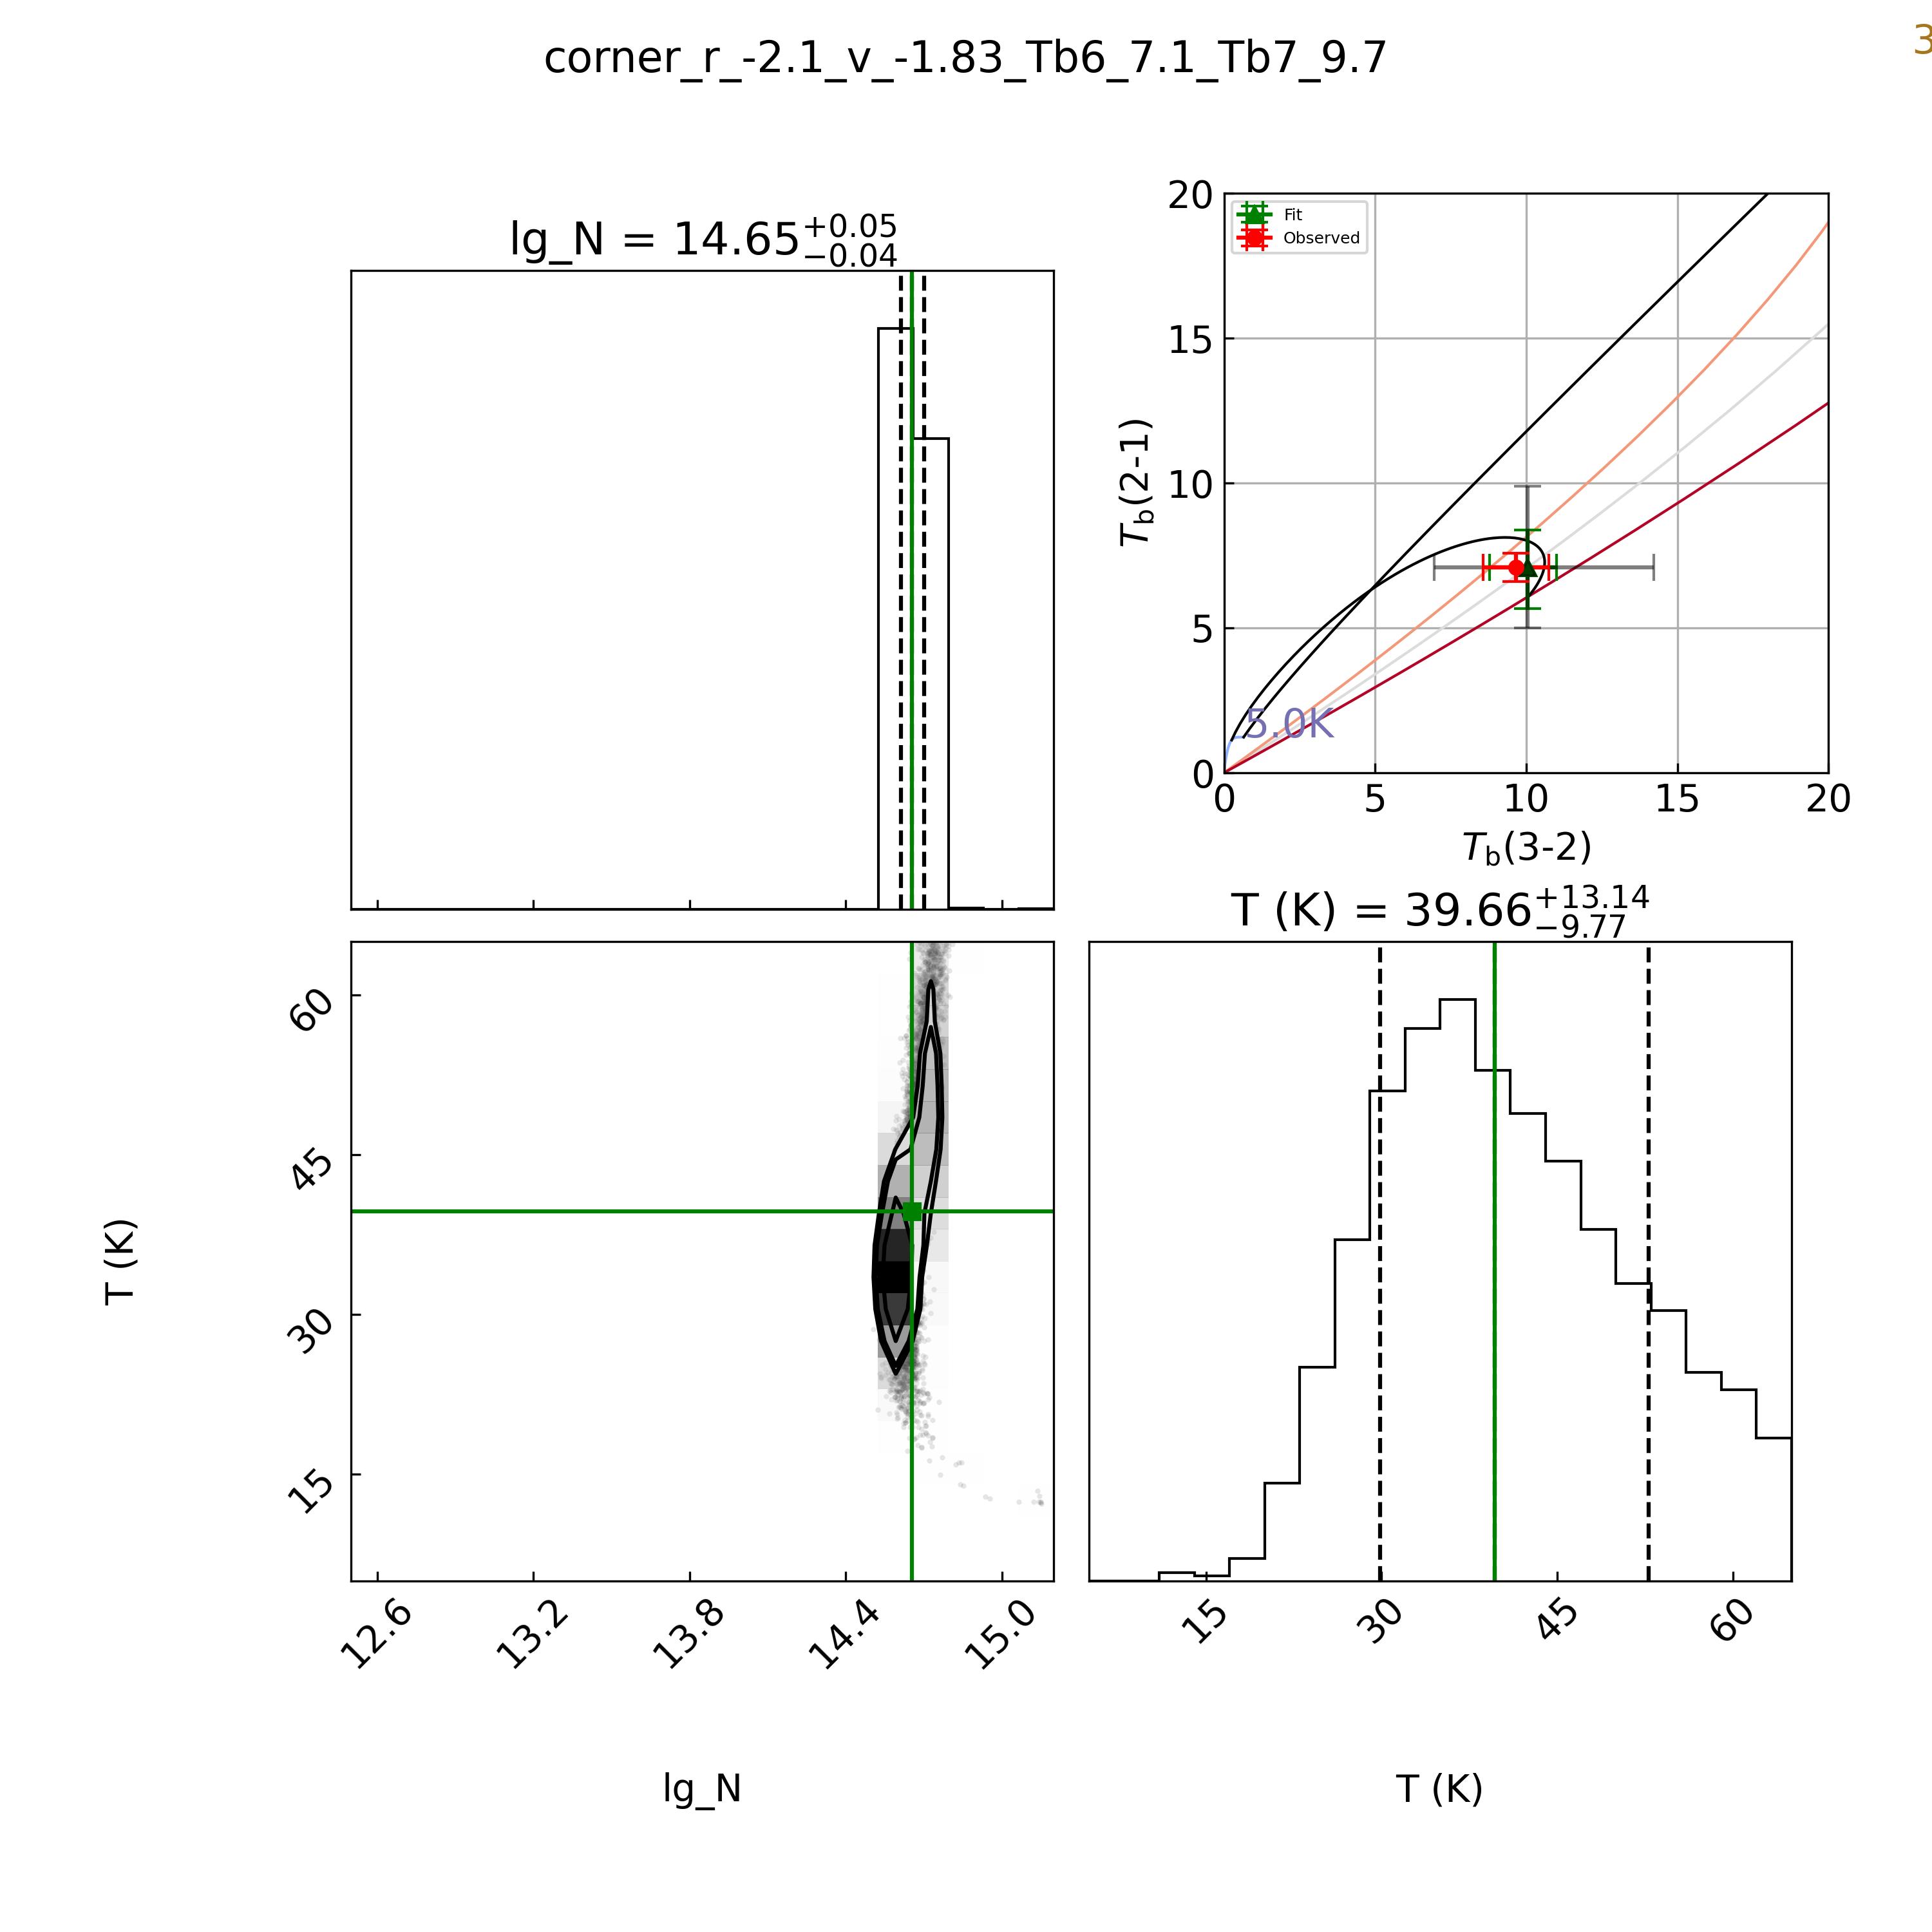 corner_r_-2.1_v_-1.83_Tb6_7.1_Tb7_9.7
3
lg_N = 14.65 +0.05 −0.04
Fit
Observed
20
15
10
5
0
T_b(2-1)
5.0K
0 5 10 15 20
T_b(3-2)
T (K) = 39.66 +13.14 −9.77
60
45
30
15
T (K)
12.6 13.2 13.8 14.4 15.0
15 30 45 60
lg_N
T (K)